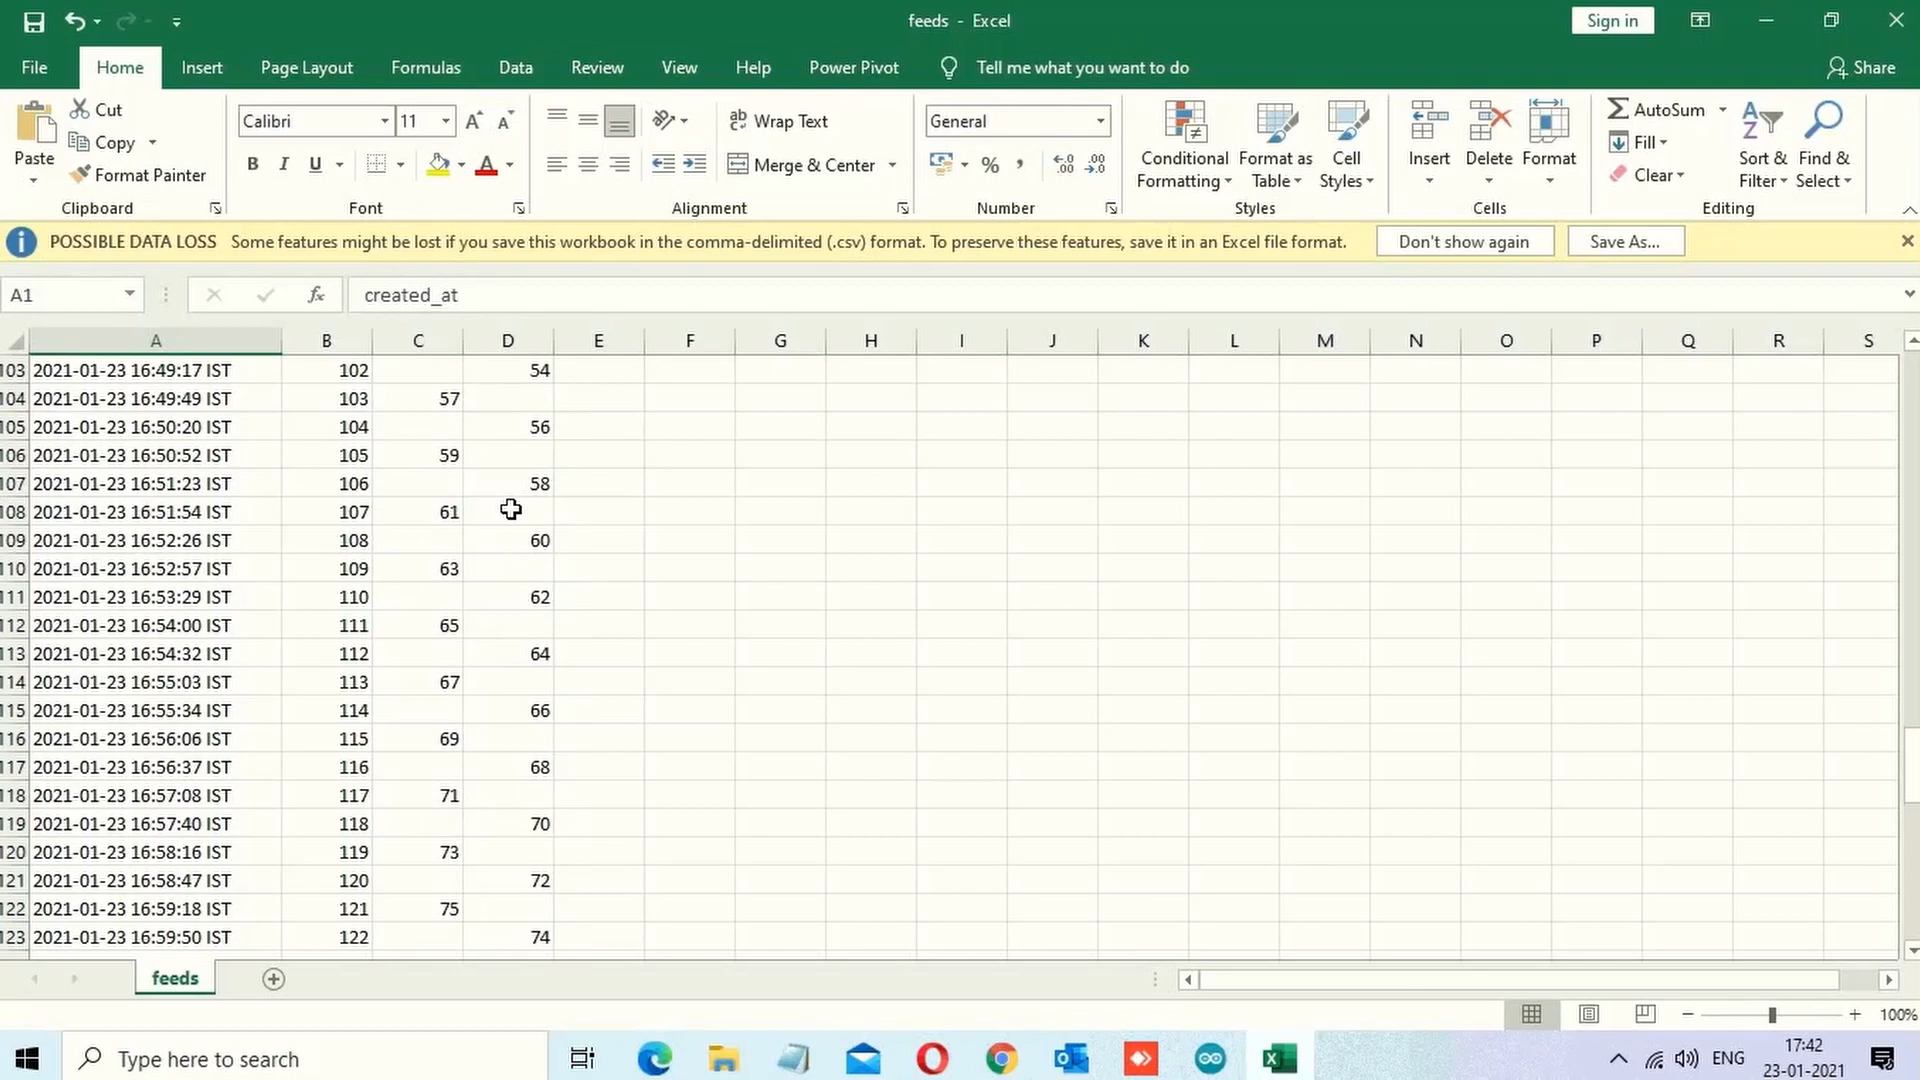 feeds - Excel
Sign in
File Home Insert Page Layout Formulas Data Review View Help Power Pivot Tell me what you want to do Share
Cut
Copy
Format Painter
Paste
Clipboard
Calibri 11
B I U A
Font
Wrap Text
Merge & Center
Alignment
General
% ,
Number
Conditional Formatting
Format as Table
Cell Styles
Styles
Insert Delete Format
Cells
AutoSum
Fill
Clear
Sort & Filter
Find & Select
Editing
POSSIBLE DATA LOSS Some features might be lost if you save this workbook in the comma-delimited (.csv) format. To preserve these features, save it in an Excel file format. Don't show again Save As...
A1 fx created_at
A B C D E F G H I J K L M N O P Q R S
103 2021-01-23 16:49:17 IST 102 54
104 2021-01-23 16:49:49 IST 103 57
105 2021-01-23 16:50:20 IST 104 56
106 2021-01-23 16:50:52 IST 105 59
107 2021-01-23 16:51:23 IST 106 58
108 2021-01-23 16:51:54 IST 107 61
109 2021-01-23 16:52:26 IST 108 60
110 2021-01-23 16:52:57 IST 109 63
111 2021-01-23 16:53:29 IST 110 62
112 2021-01-23 16:54:00 IST 111 65
113 2021-01-23 16:54:32 IST 112 64
114 2021-01-23 16:55:03 IST 113 67
115 2021-01-23 16:55:34 IST 114 66
116 2021-01-23 16:56:06 IST 115 69
117 2021-01-23 16:56:37 IST 116 68
118 2021-01-23 16:57:08 IST 117 71
119 2021-01-23 16:57:40 IST 118 70
120 2021-01-23 16:58:16 IST 119 73
121 2021-01-23 16:58:47 IST 120 72
122 2021-01-23 16:59:18 IST 121 75
123 2021-01-23 16:59:50 IST 122 74
feeds
100%
Type here to search
ENG
17:42
23-01-2021